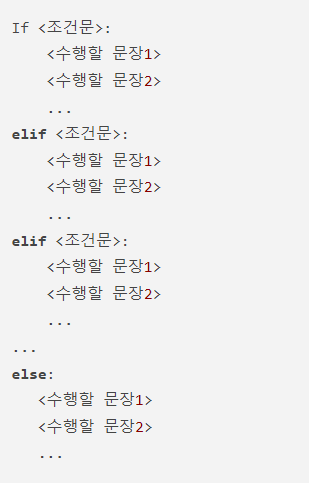 If <조건문>:
    <수행할 문장1>
    <수행할 문장2>
    ...
elif <조건문>:
    <수행할 문장1>
    <수행할 문장2>
    ...
elif <조건문>:
    <수행할 문장1>
    <수행할 문장2>
    ...
...
else:
   <수행할 문장1>
   <수행할 문장2>
   ...